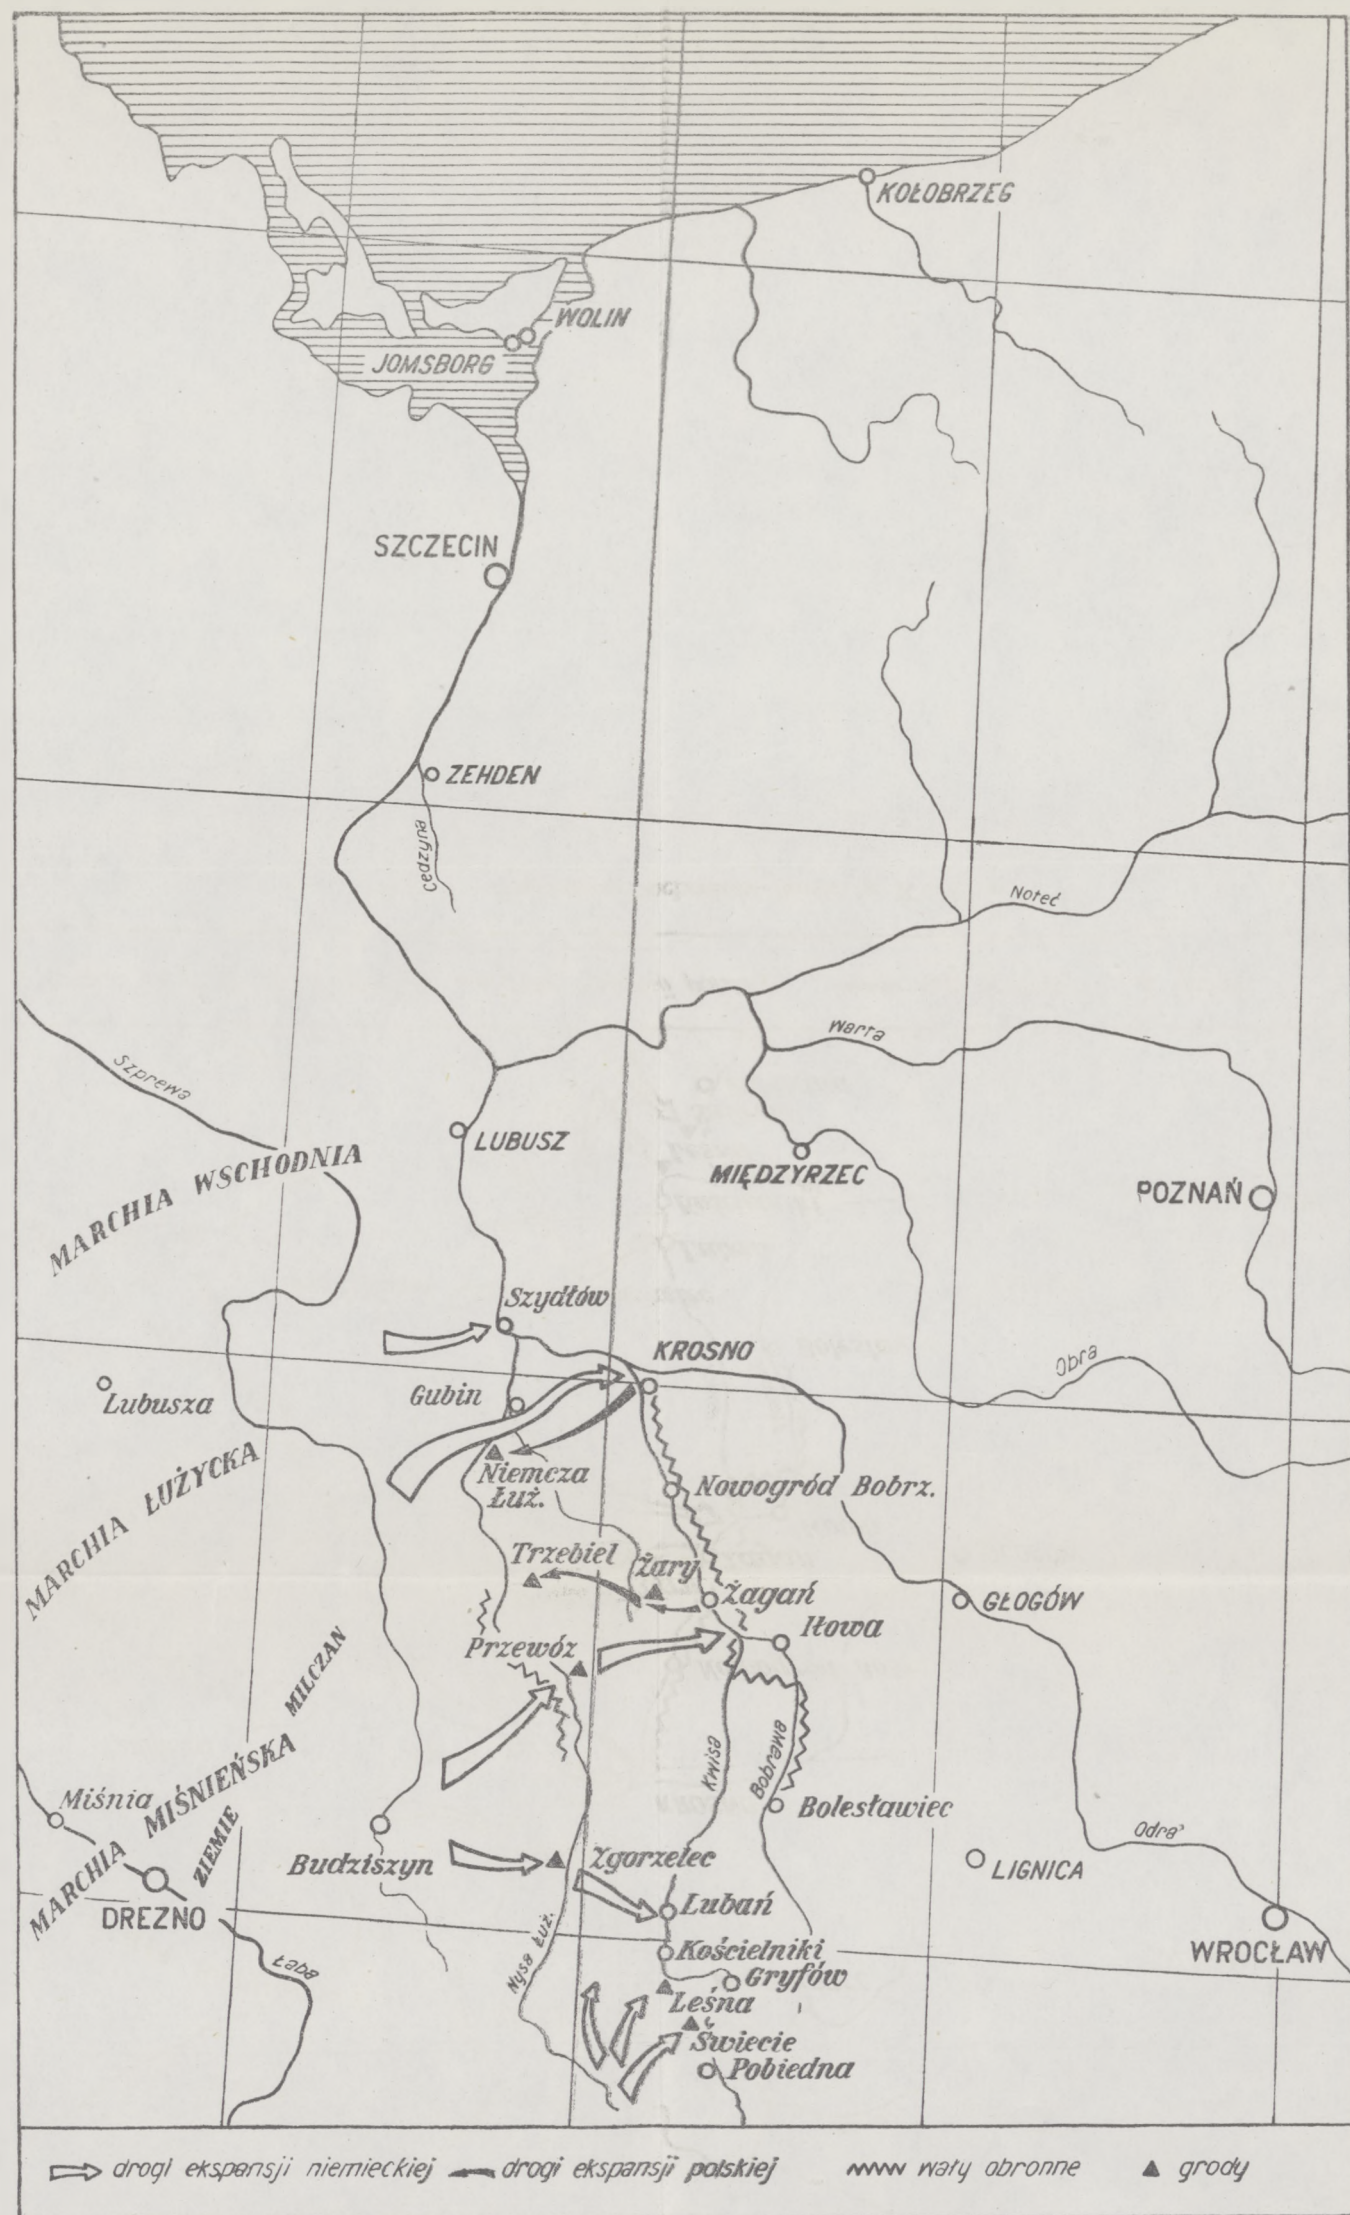 KOŁOBRZEG
WOLIN
JOMSBORG
SZCZECIN
ZEHDEN
Cedzyna
Noteć
Warta
Szprewa
LUBUSZ
MIĘDZYRZEC
POZNAŃ
MARCHIA WSCHODNIA
Szydłów
KROSNO
Obra
Lubusza
Gubin
Niemcza
Łuż.
Nowogród Bobrz.
MARCHIA ŁUŻYCKA
Trzebiel
Żary
Żagań
GŁOGÓW
Iłowa
Przewóz
ZIEMIE MILCZAN
MARCHIA MIŚNIEŃSKA
Kwisa
Bobrawa
Miśnia
Bolesławiec
Odra
Budziszyn
Zgorzelec
LIGNICA
DREZNO
Lubań
WROCŁAW
Nysa Łuż.
Kościelniki
Łaba
Gryfów
Leśna
Świecie
Pobiedna
drogi ekspansji niemieckiej
drogi ekspansji polskiej
wały obronne
grody